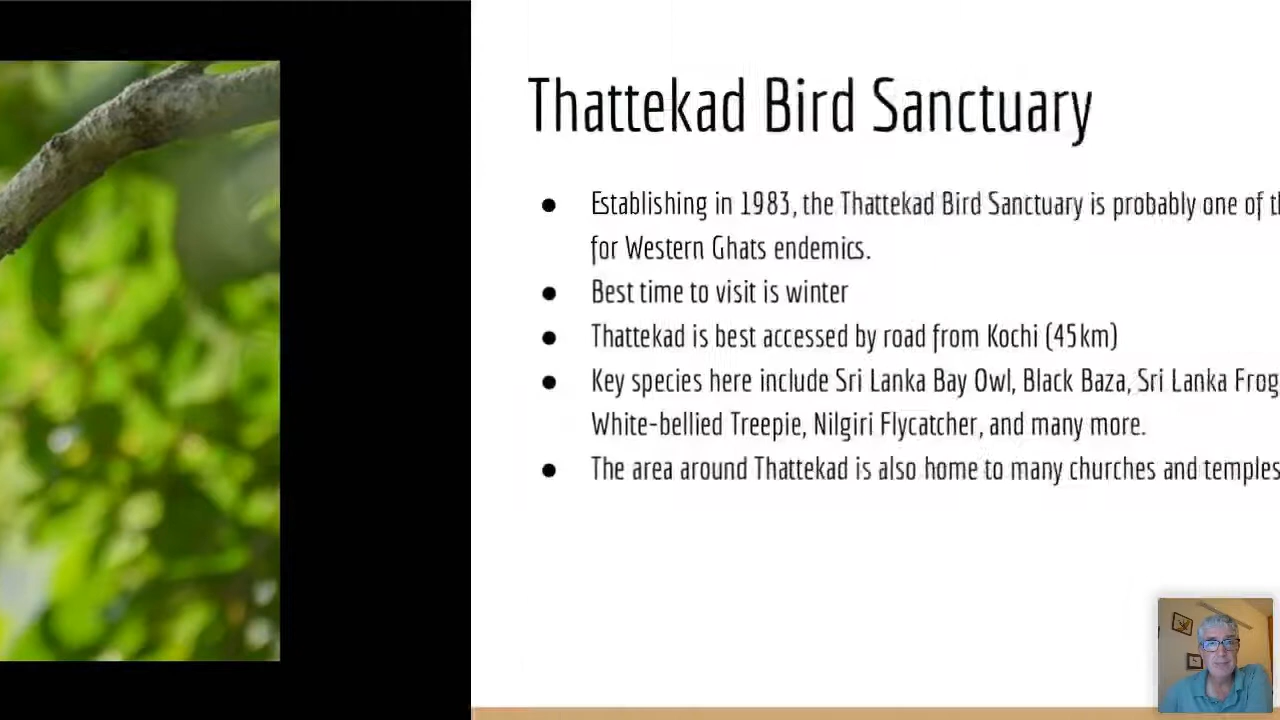 Thattekad Bird Sanctuary
● Establishing in 1983, the Thattekad Bird Sanctuary is probably one of
for Western Ghats endemics.
● Best time to visit is winter
● Thattekad is best accessed by road from Kochi (45km)
● Key species here include Sri Lanka Bay Owl, Black Baza, Sri Lanka Frog
White-bellied Treepie, Nilgiri Flycatcher, and many more.
● The area around Thattekad is also home to many churches and temples